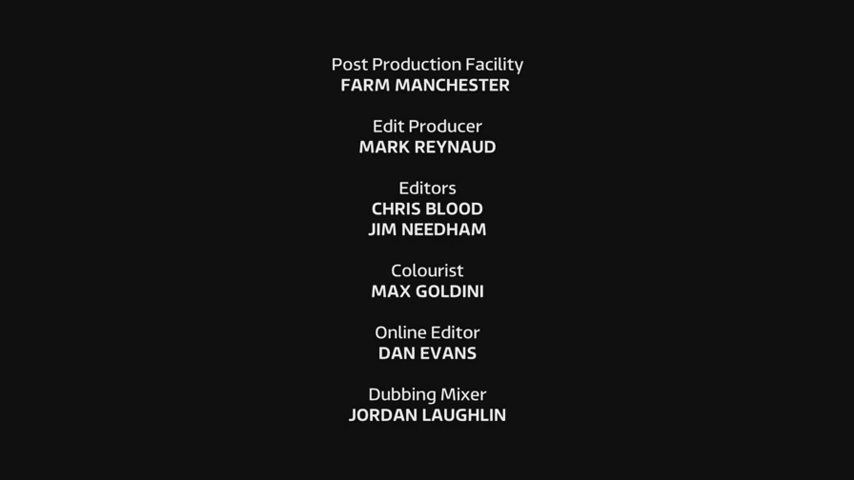 Post Production Facility
FARM MANCHESTER
Edit Producer
MARK REYNAUD
Editors
CHRIS BLOOD
JIM NEEDHAM
Colourist
MAX GOLDINI
Online Editor
DAN EVANS
Dubbing Mixer
JORDAN LAUGHLIN